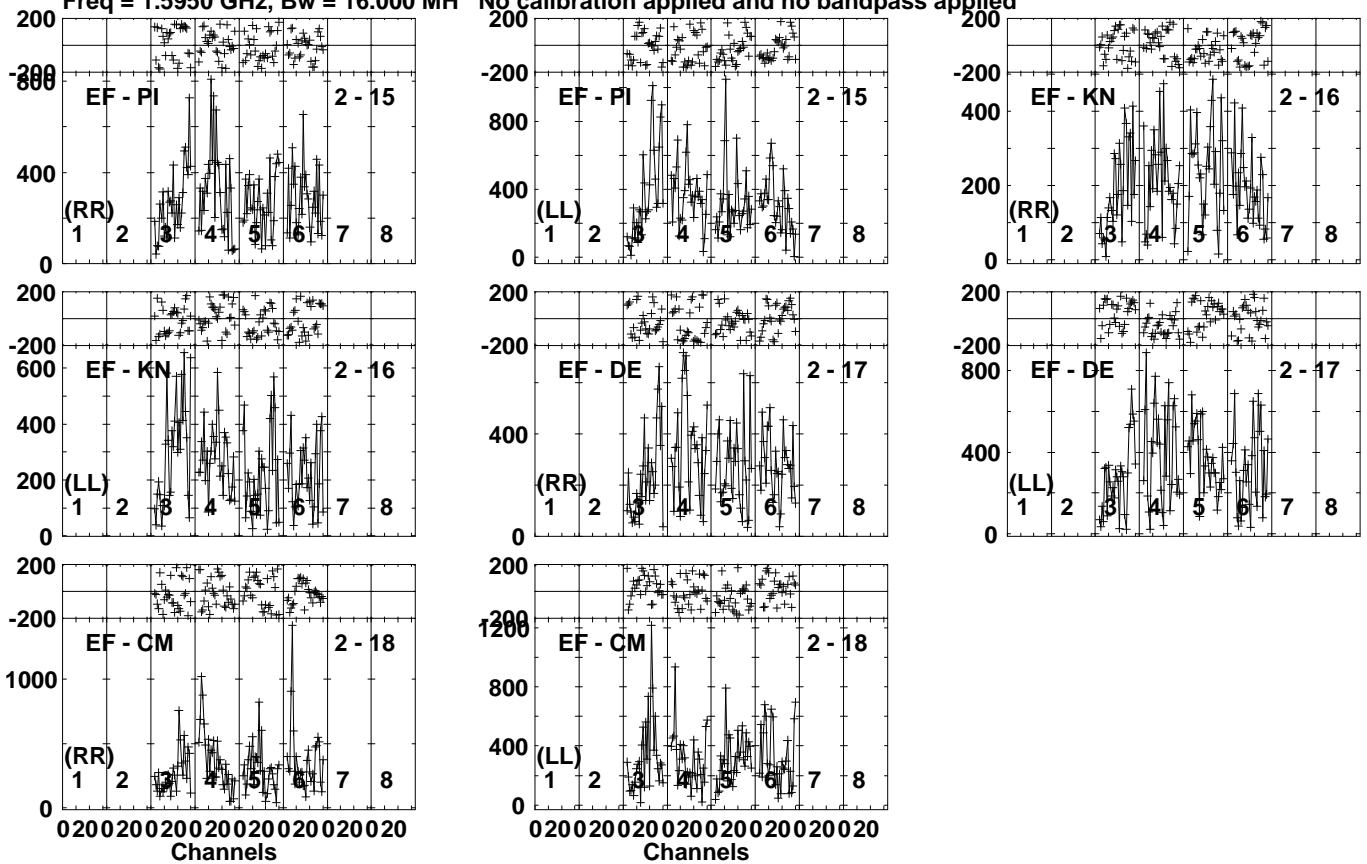 Freq = 1.5950 GHz, Bw = 16.000 MH No calibration applied and no bandpass applied
200
-200
800
400
0
EF - PI 2 - 15
(RR)
1 2 3 4 5 6 7 8
200
-200
800
400
0
EF - PI 2 - 15
(LL)
1 2 3 4 5 6 7 8
200
-200
400
200
0
EF - KN 2 - 16
(RR)
1 2 3 4 5 6 7 8
200
-200
600
400
200
0
EF - KN 2 - 16
(LL)
1 2 3 4 5 6 7 8
200
-200
400
0
EF - DE 2 - 17
(RR)
1 2 3 4 5 6 7 8
200
-200
800
400
0
EF - DE 2 - 17
(LL)
1 2 3 4 5 6 7 8
200
-200
1000
0
EF - CM 2 - 18
(RR)
1 2 3 4 5 6 7 8
0 20 0 20 0 20 0 20 0 20 0 20 0 20 0 20
Channels
200
-200
1200
800
400
0
EF - CM 2 - 18
(LL)
1 2 3 4 5 6 7 8
0 20 0 20 0 20 0 20 0 20 0 20 0 20 0 20
Channels